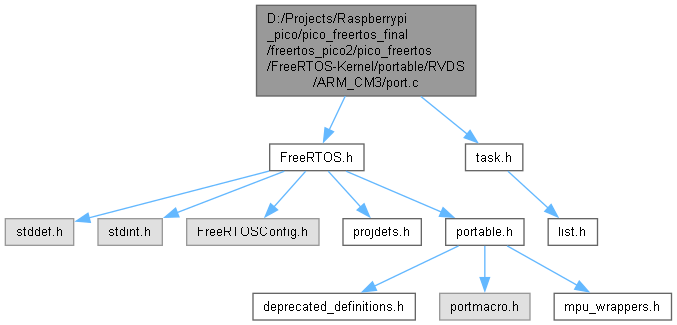 D:/Projects/Raspberrypi
_pico/pico_freertos_final
/freertos_pico2/pico_freertos
/FreeRTOS-Kernel/portable/RVDS
/ARM_CM3/port.c
FreeRTOS.h
task.h
stddef.h
stdint.h
FreeRTOSConfig.h
projdefs.h
portable.h
list.h
deprecated_definitions.h
portmacro.h
mpu_wrappers.h